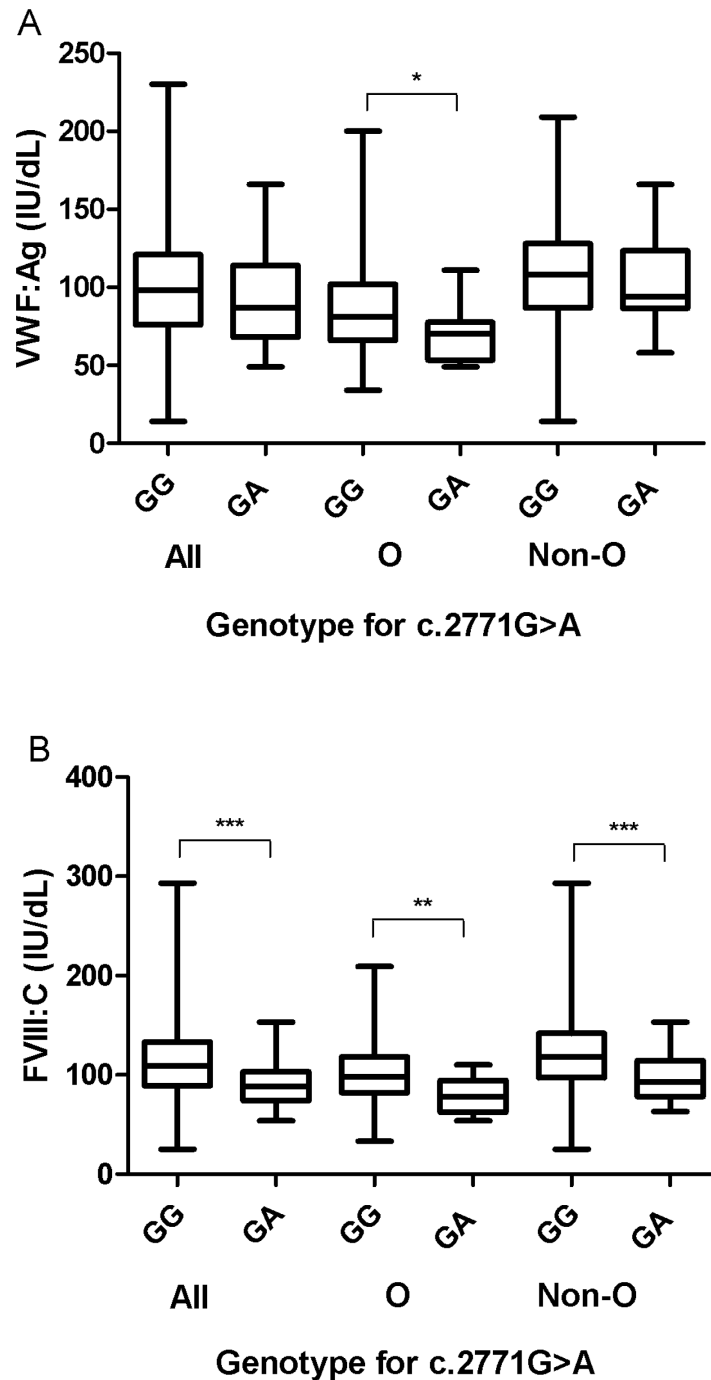 A
VWF:Ag (IU/dL)
250
200
150
100
50
0
*
GG GA GG GA GG GA
All O Non-O
Genotype for c.2771G>A
B
FVIII:C (IU/dL)
400
300
200
100
0
*** ** ***
GG GA GG GA GG GA
All O Non-O
Genotype for c.2771G>A